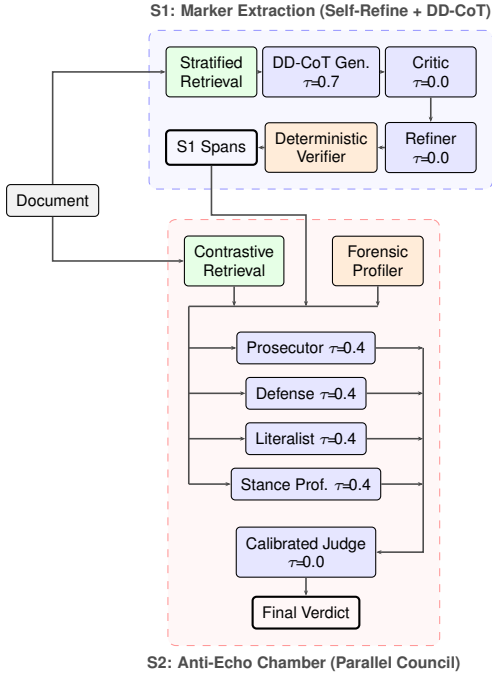 S1: Marker Extraction (Self-Refine + DD-CoT)
Stratified
Retrieval
DD-CoT Gen.
τ=0.7
Critic
τ=0.0
S1 Spans
Deterministic
Verifier
Refiner
τ=0.0
Document
Contrastive
Retrieval
Forensic
Profiler
Prosecutor τ=0.4
Defense τ=0.4
Literalist τ=0.4
Stance Prof. τ=0.4
Calibrated Judge
τ=0.0
Final Verdict
S2: Anti-Echo Chamber (Parallel Council)